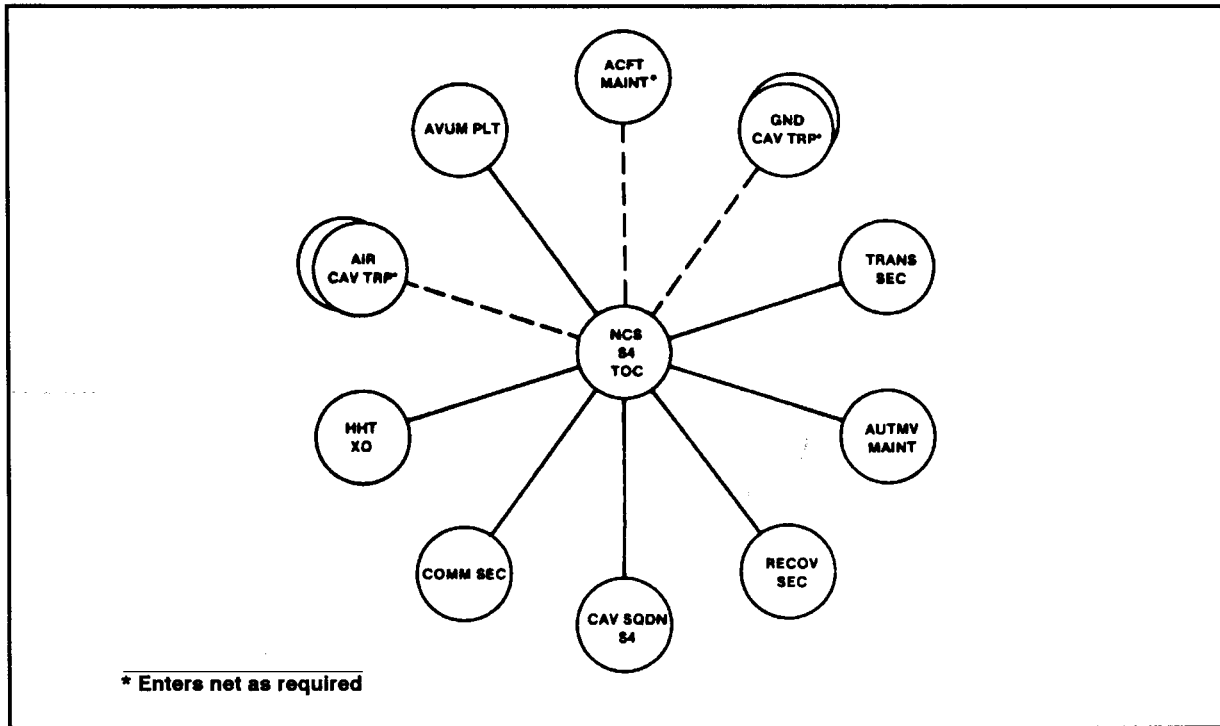 ACFT
MAINT*
AVUM PLT
GND
CAV TRP*
AIR
CAV TRP*
TRANS
SEC
NCS
S4
TOC
HHT
XO
AUTMV
MAINT
COMM SEC
RECOV
SEC
CAV SQDN
S4
* Enters net as required